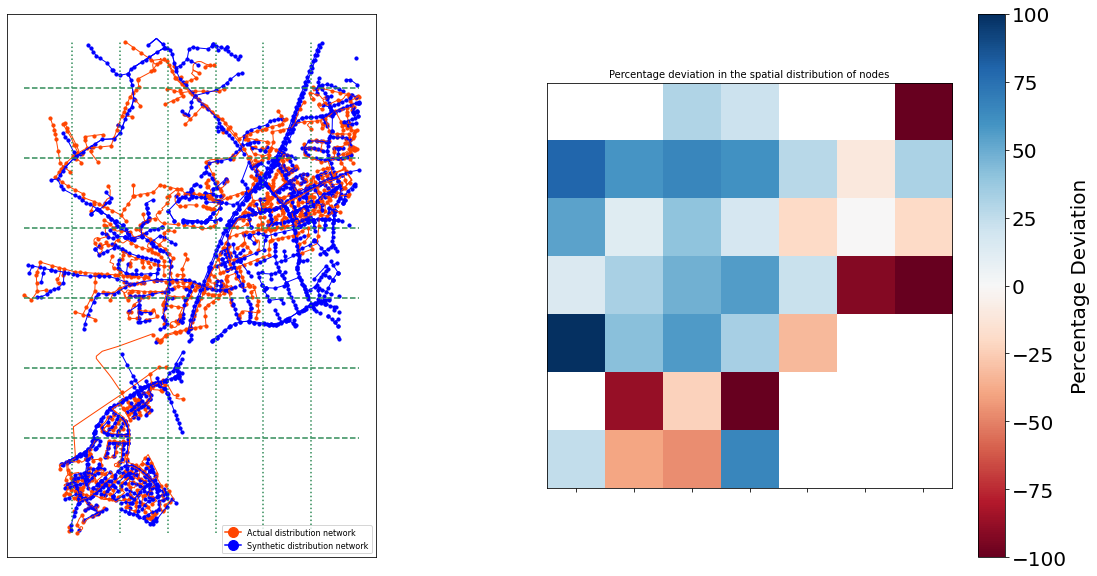 Percentage deviation in the spatial distribution of nodes
100
75
50
25
0
−25
−50
−75
−100
Percentage Deviation
Actual distribution network
Synthetic distribution network